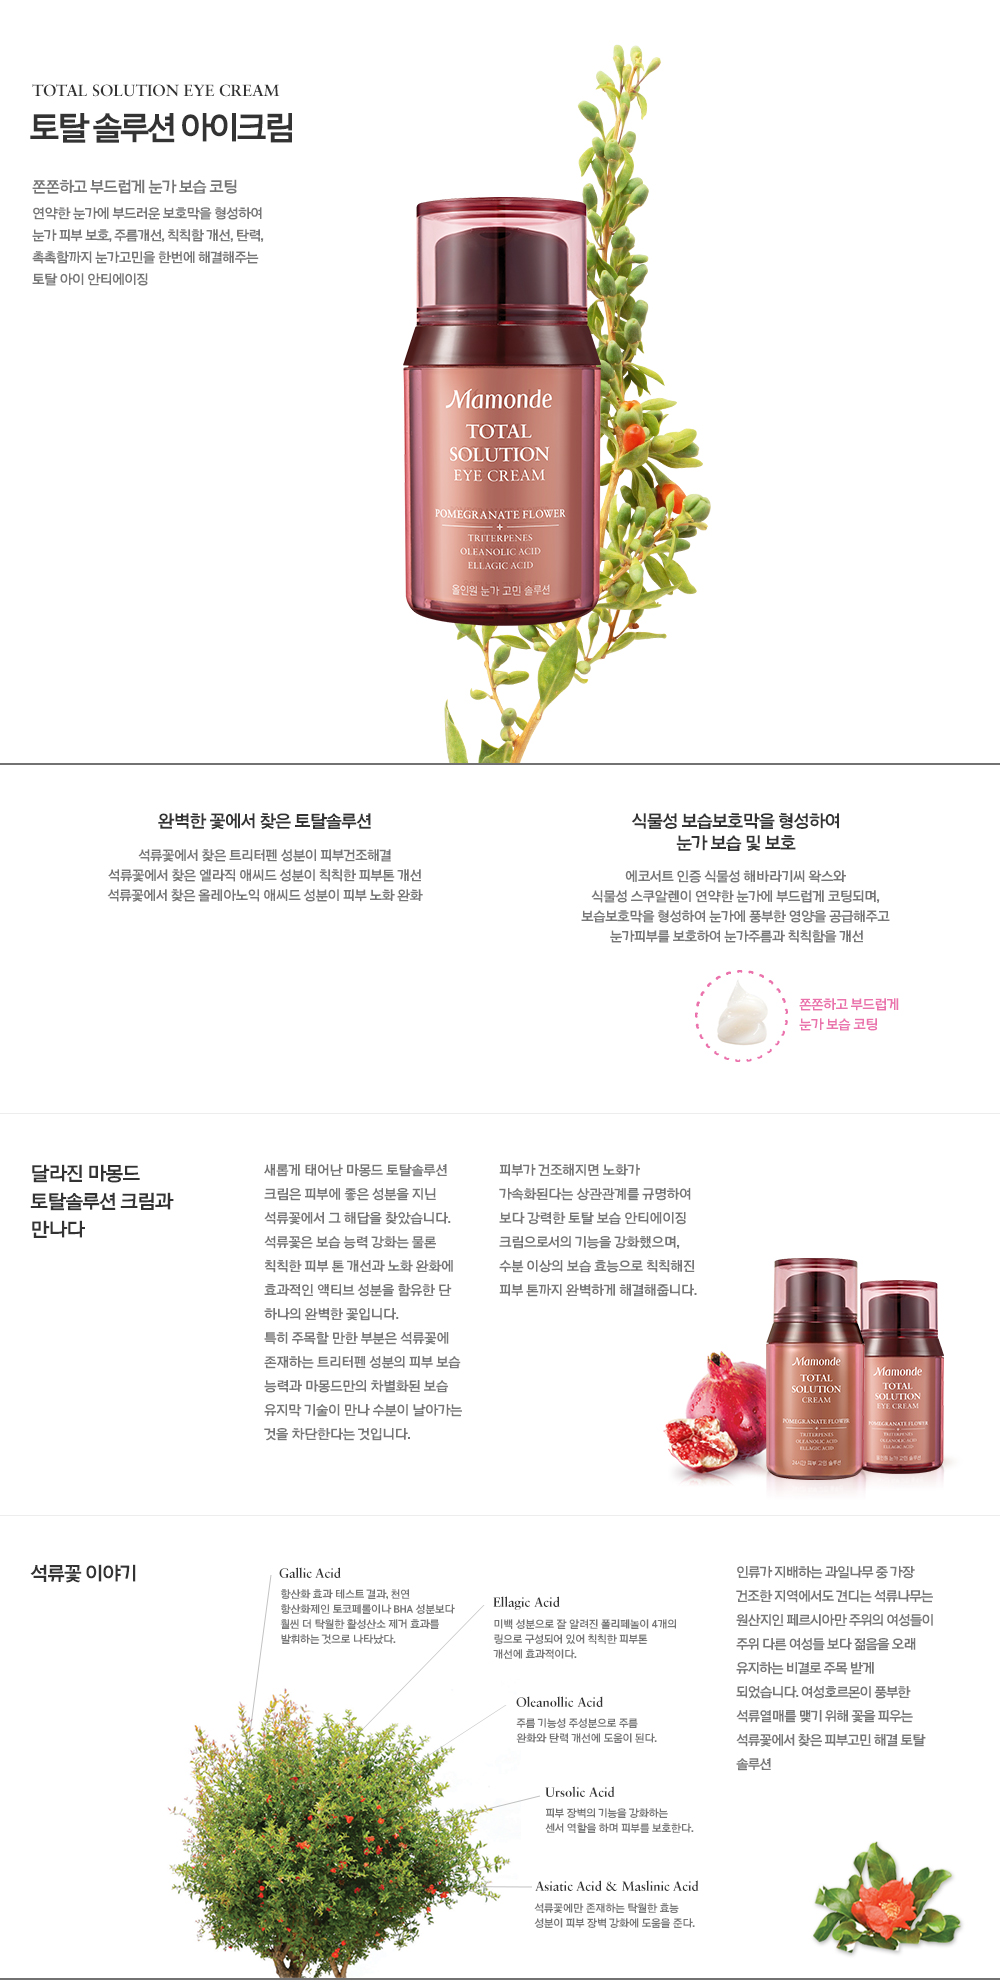 TOTAL SOLUTION EYE CREAM
토탈 솔루션 아이크림
쫀쫀하고 부드럽게 눈가 보습 코팅
연약한 눈가에 부드러운 보호막을 형성하여
눈가 피부 보호, 주름개선, 칙칙함 개선, 탄력,
촉촉함까지 눈가고민을 한번에 해결해주는
토탈 아이 안티에이징
Mamonde
TOTAL
SOLUTION
EYE CREAM
POMEGRANATE FLOWER
+
TRITERPENES
OLEANOLIC ACID
ELLAGIC ACID
올인원 눈가 고민 솔루션
완벽한 꽃에서 찾은 토탈솔루션
석류꽃에서 찾은 트리터펜 성분이 피부건조해결
석류꽃에서 찾은 엘라직 애씨드 성분이 칙칙한 피부톤 개선
석류꽃에서 찾은 올레아노익 애씨드 성분이 피부 노화 완화
식물성 보습보호막을 형성하여
눈가 보습 및 보호
에코서트 인증 식물성 해바라기씨 왁스와
식물성 스쿠알렌이 연약한 눈가에 부드럽게 코팅되며,
보습보호막을 형성하여 눈가에 풍부한 영양을 공급해주고
눈가피부를 보호하여 눈가주름과 칙칙함을 개선
쫀쫀하고 부드럽게
눈가 보습 코팅
달라진 마몽드
토탈솔루션 크림과
만나다
새롭게 태어난 마몽드 토탈솔루션
크림은 피부에 좋은 성분을 지닌
석류꽃에서 그 해답을 찾았습니다.
석류꽃은 보습 능력 강화는 물론
칙칙한 피부 톤 개선과 노화 완화에
효과적인 액티브 성분을 함유한 단
하나의 완벽한 꽃입니다.
특히 주목할 만한 부분은 석류꽃에
존재하는 트리터펜 성분의 피부 보습
능력과 마몽드만의 차별화된 보습
유지막 기술이 만나 수분이 날아가는
것을 차단한다는 것입니다.
피부가 건조해지면 노화가
가속화된다는 상관관계를 규명하여
보다 강력한 토탈 보습 안티에이징
크림으로서의 기능을 강화했으며,
수분 이상의 보습 효능으로 칙칙해진
피부 톤까지 완벽하게 해결해줍니다.
Mamonde
TOTAL
SOLUTION
CREAM
POMEGRANATE FLOWER
+
TRITERPENES
OLEANOLIC ACID
ELLAGIC ACID
24시간 피부 고민 솔루션
Mamonde
TOTAL
SOLUTION
EYE CREAM
POMEGRANATE FLOWER
+
TRITERPENES
OLEANOLIC ACID
ELLAGIC ACID
올인원 눈가 고민 솔루션
석류꽃 이야기
Gallic Acid
항산화 효과 테스트 결과, 천연
항산화제인 토코페롤이나 BHA 성분보다
훨씬 더 탁월한 활성산소 제거 효과를
발휘하는 것으로 나타났다.
Ellagic Acid
미백 성분으로 잘 알려진 폴리페놀이 4개의
링으로 구성되어 있어 칙칙한 피부톤
개선에 효과적이다.
Oleanollic Acid
주름 기능성 주성분으로 주름
완화와 탄력 개선에 도움이 된다.
Ursolic Acid
피부 장벽의 기능을 강화하는
센서 역할을 하며 피부를 보호한다.
Asiatic Acid & Maslinic Acid
석류꽃에만 존재하는 탁월한 효능
성분이 피부 장벽 강화에 도움을 준다.
인류가 지배하는 과일나무 중 가장
건조한 지역에서도 견디는 석류나무는
원산지인 페르시아만 주위의 여성들이
주위 다른 여성들 보다 젊음을 오래
유지하는 비결로 주목 받게
되었습니다. 여성호르몬이 풍부한
석류열매를 맺기 위해 꽃을 피우는
석류꽃에서 찾은 피부고민 해결 토탈
솔루션